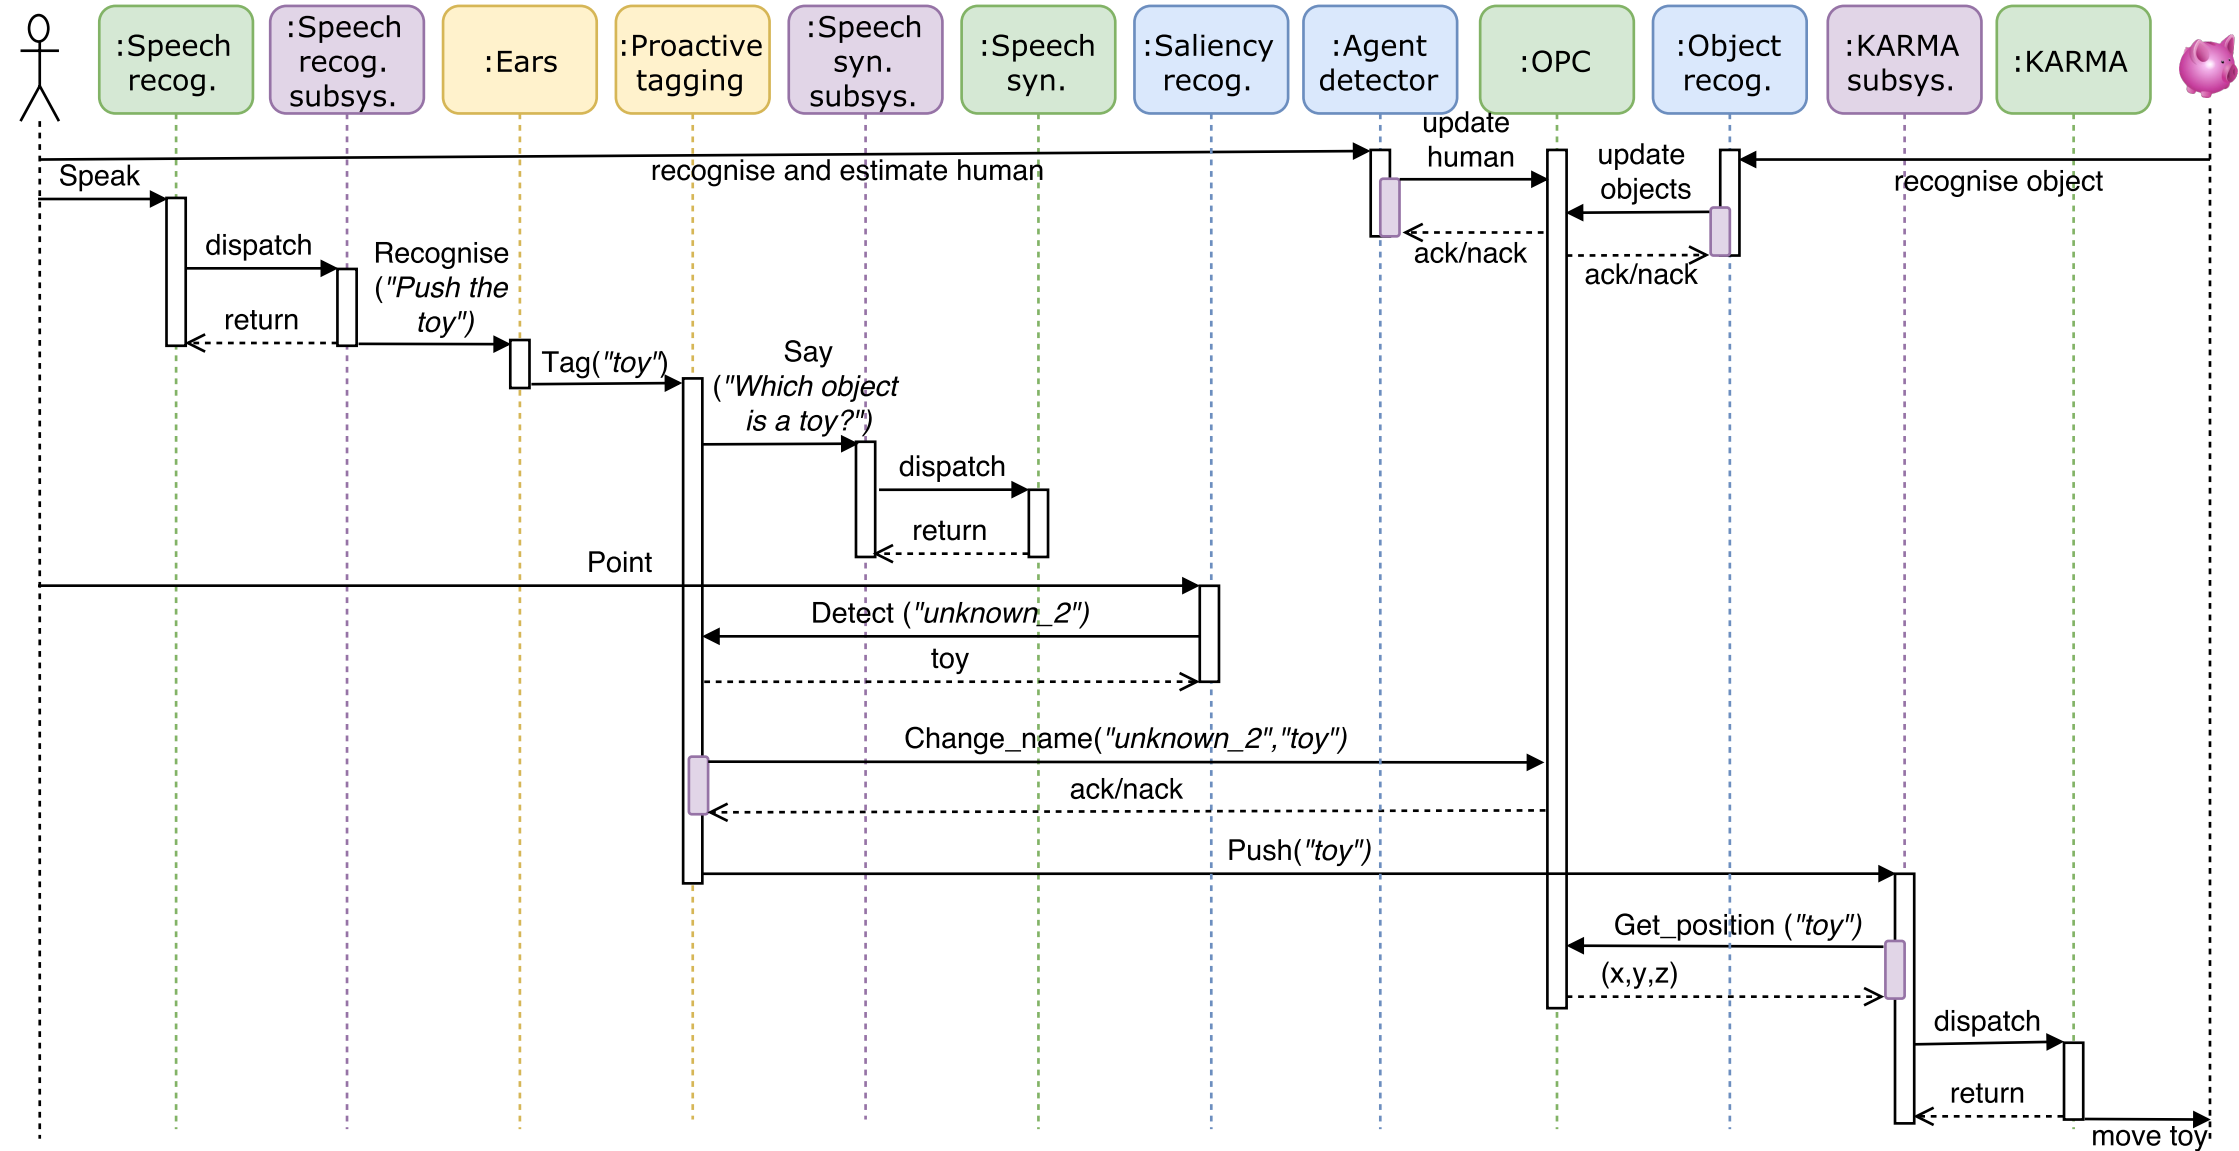 :Speech
recog.
:Speech
recog.
subsys.
:Ears
:Proactive
tagging
:Speech
syn.
subsys.
:Speech
syn.
:Saliency
recog.
:Agent
detector
:OPC
:Object
recog.
:KARMA
subsys.
:KARMA
update
human
recognise and estimate human
update
objects
recognise object
Speak
ack/nack
ack/nack
dispatch
Recognise
("Push the
toy")
return
Tag("toy")
Say
("Which object
is a toy?")
dispatch
return
Point
Detect ("unknown_2")
toy
Change_name("unknown_2","toy")
ack/nack
Push("toy")
Get_position ("toy")
(x,y,z)
dispatch
return
move toy